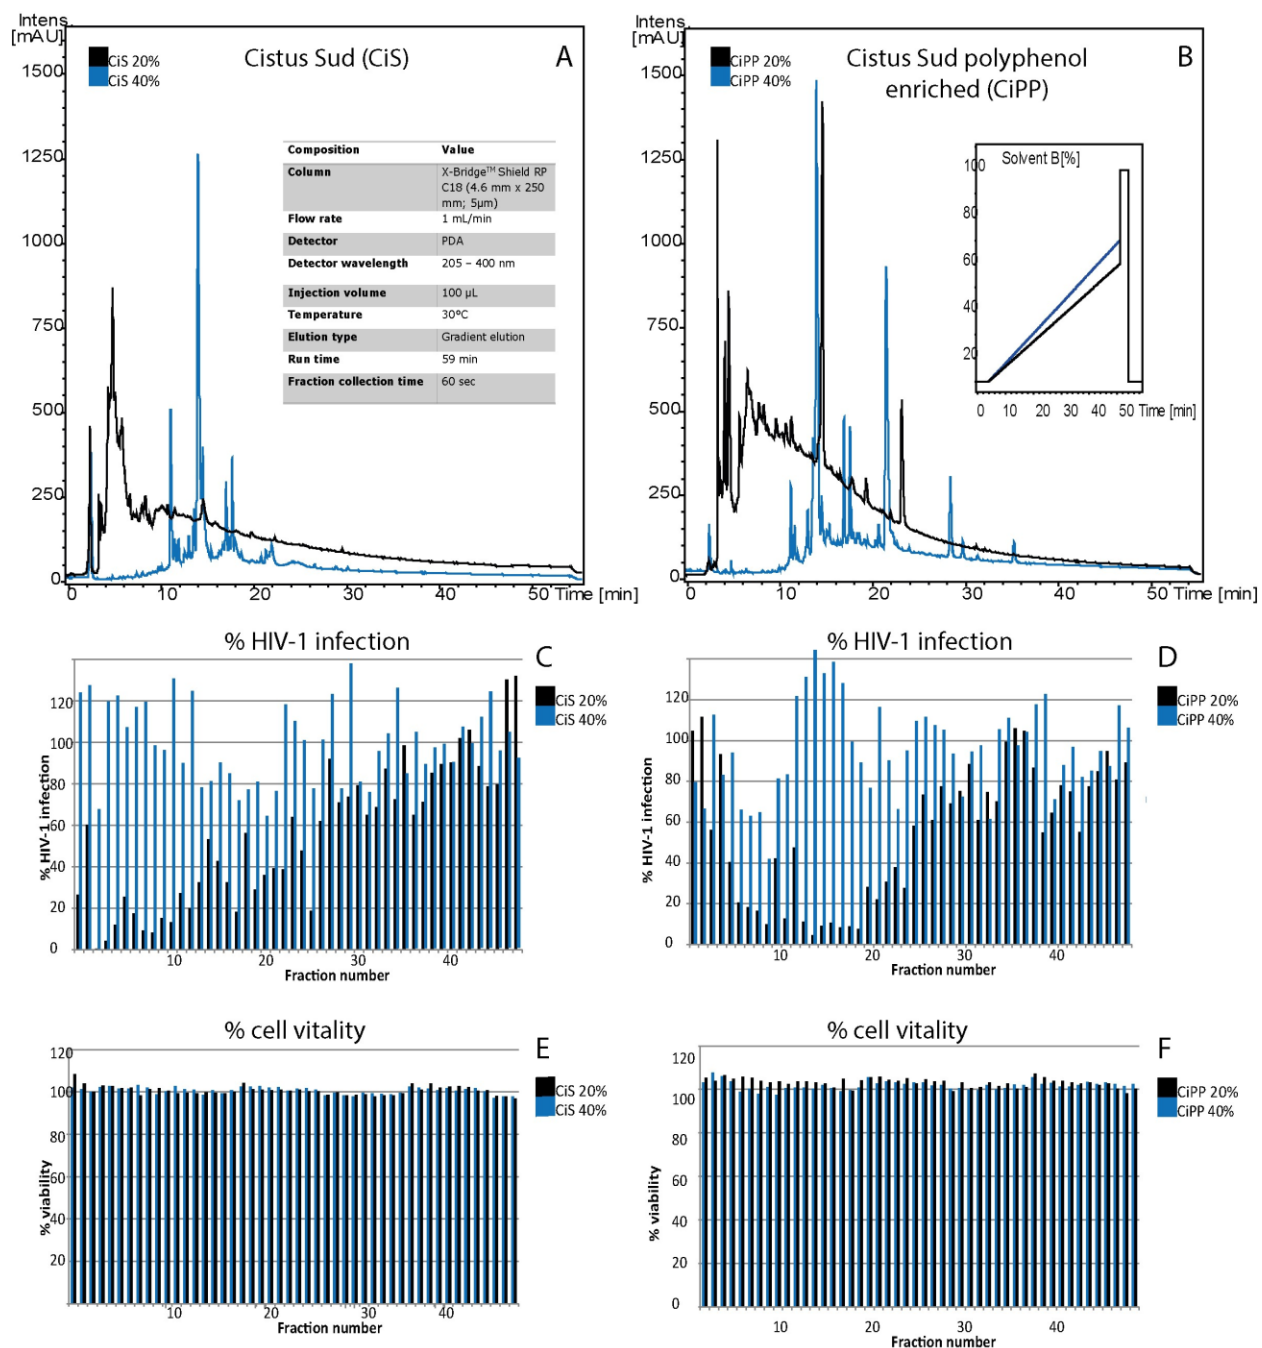 Intens.
[mAU]
CiS 20%
CiS 40%
Cistus Sud (CiS)
A
1500
1250
1000
750
500
250
0
Composition Value
Column X-Bridge™ Shield RP
C18 (4.6 mm x 250
mm; 5µm)
Flow rate 1 mL/min
Detector PDA
Detector wavelength 205 – 400 nm
Injection volume 100 µL
Temperature 30ºC
Elution type Gradient elution
Run time 59 min
Fraction collection time 60 sec
0 10 20 30 40 50 Time [min]
Intens.
[mAU]
CiPP 20%
CiPP 40%
Cistus Sud polyphenol
enriched (CiPP)
B
1500
1250
1000
750
500
250
0
Solvent B[%]
100
80
60
40
20
0 10 20 30 40 50 Time [min]
0 10 20 30 40 50 Time [min]
% HIV-1 infection
C
CiS 20%
CiS 40%
% HIV-1 infection
120
100
80
60
40
20
0
10 20 30 40
Fraction number
% HIV-1 infection
D
CiPP 20%
CiPP 40%
% HIV-1 infection
120
100
80
60
40
20
0
10 20 30 40
Fraction number
% cell vitality
E
CiS 20%
CiS 40%
% viability
120
100
80
60
40
20
10 20 30 40
Fraction number
% cell vitality
F
CiPP 20%
CiPP 40%
% viability
120
100
80
60
40
20
0
10 20 30 40
Fraction number